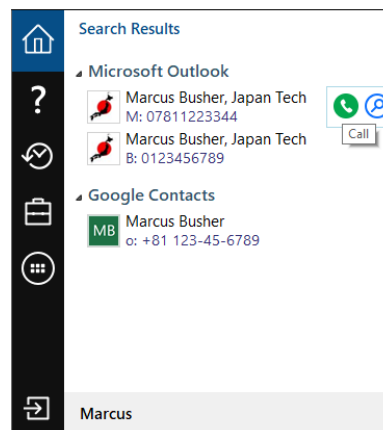 Search Results
Microsoft Outlook
Marcus Busher, Japan Tech
M: 07811223344
Call
Marcus Busher, Japan Tech
B: 0123456789
Google Contacts
MB
Marcus Busher
o: +81 123-45-6789
Marcus